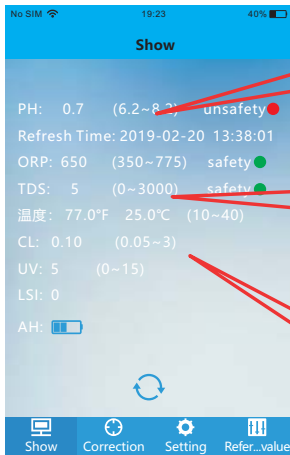 No SIM 19:23 40%
Show
PH: 0.7 (6.2~8.2) unsafety
Refresh Time: 2019-02-20 13:38:01
ORP: 650 (350~775) safety
TDS: 5 (0~3000) safety
温度: 77.0°F 25.0℃ (10~40)
CL: 0.10 (0.05~3)
UV: 5 (0~15)
LSI: 0
AH:
Show Correction Setting Refer...value